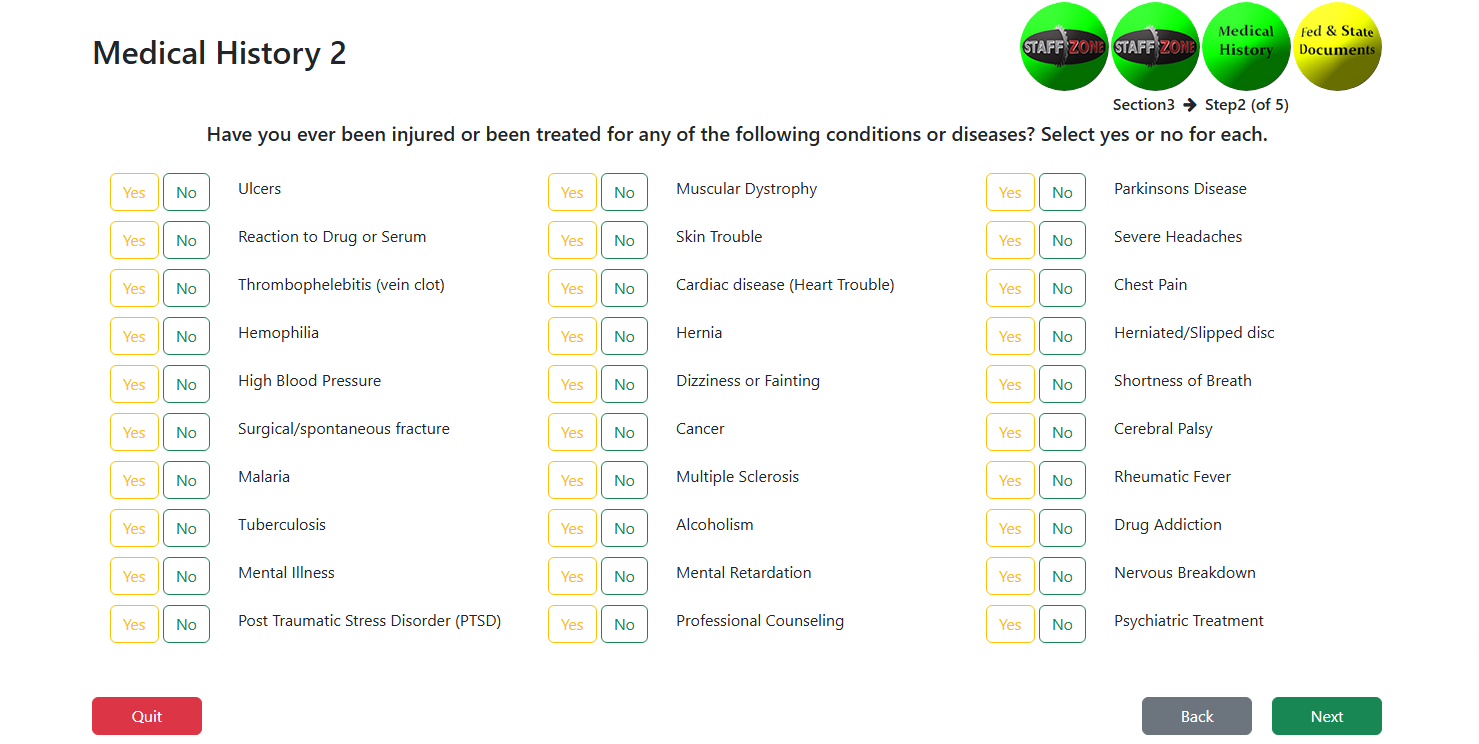 Medical History 2
STAFF ZONE
STAFF ZONE
Medical
History
Fed & State
Documents
Section3 → Step2 (of 5)
Have you ever been injured or been treated for any of the following conditions or diseases? Select yes or no for each.
Yes No Ulcers Yes No Muscular Dystrophy Yes No Parkinsons Disease
Yes No Reaction to Drug or Serum Yes No Skin Trouble Yes No Severe Headaches
Yes No Thrombophelebitis (vein clot) Yes No Cardiac disease (Heart Trouble) Yes No Chest Pain
Yes No Hemophilia Yes No Hernia Yes No Herniated/Slipped disc
Yes No High Blood Pressure Yes No Dizziness or Fainting Yes No Shortness of Breath
Yes No Surgical/spontaneous fracture Yes No Cancer Yes No Cerebral Palsy
Yes No Malaria Yes No Multiple Sclerosis Yes No Rheumatic Fever
Yes No Tuberculosis Yes No Alcoholism Yes No Drug Addiction
Yes No Mental Illness Yes No Mental Retardation Yes No Nervous Breakdown
Yes No Post Traumatic Stress Disorder (PTSD) Yes No Professional Counseling Yes No Psychiatric Treatment
Quit Back Next